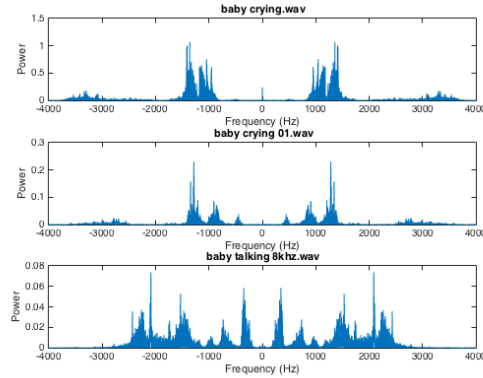 baby crying.wav
1.5
1
0.5
0
Power
-4000 -3000 -2000 -1000 0 1000 2000 3000 4000
Frequency (Hz)
baby crying 01.wav
0.3
0.2
0.1
0
Power
-4000 -3000 -2000 -1000 0 1000 2000 3000 4000
Frequency (Hz)
baby talking 8khz.wav
0.08
0.06
0.04
0.02
0
Power
-4000 -3000 -2000 -1000 0 1000 2000 3000 4000
Frequency (Hz)